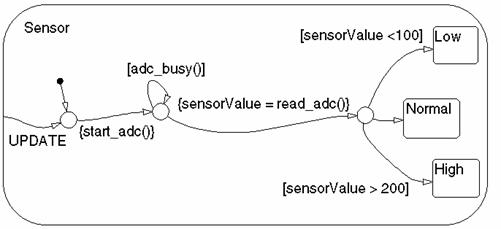 Sensor
[sensorValue <100]
Low
[adc_busy()]
{sensorValue = read_adc()}
Normal
UPDATE
{start_adc()}
High
[sensorValue > 200]